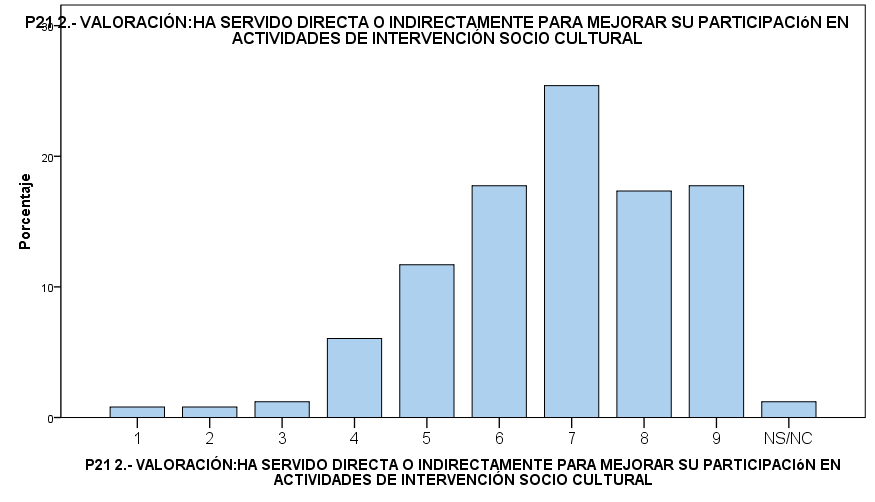 P21 2.- VALORACIÓN:HA SERVIDO DIRECTA O INDIRECTAMENTE PARA MEJORAR SU PARTICIPACIóN EN
ACTIVIDADES DE INTERVENCIÓN SOCIO CULTURAL
30
20
10
0
Porcentaje
1 2 3 4 5 6 7 8 9 NS/NC
P21 2.- VALORACIÓN:HA SERVIDO DIRECTA O INDIRECTAMENTE PARA MEJORAR SU PARTICIPACIóN EN
ACTIVIDADES DE INTERVENCIÓN SOCIO CULTURAL